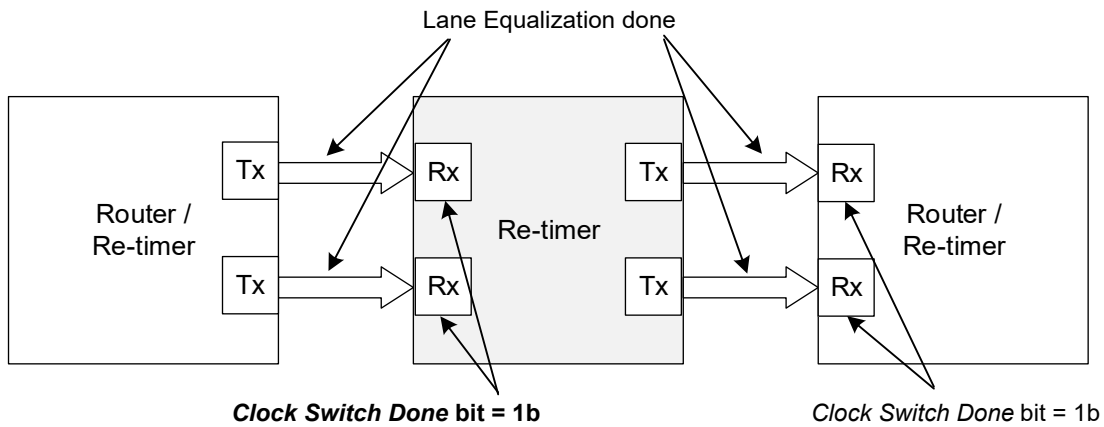 Lane Equalization done
Tx
Rx
Tx
Rx
Router /
Re-timer
Re-timer
Router /
Re-timer
Tx
Rx
Tx
Rx
Clock Switch Done bit = 1b
Clock Switch Done bit = 1b